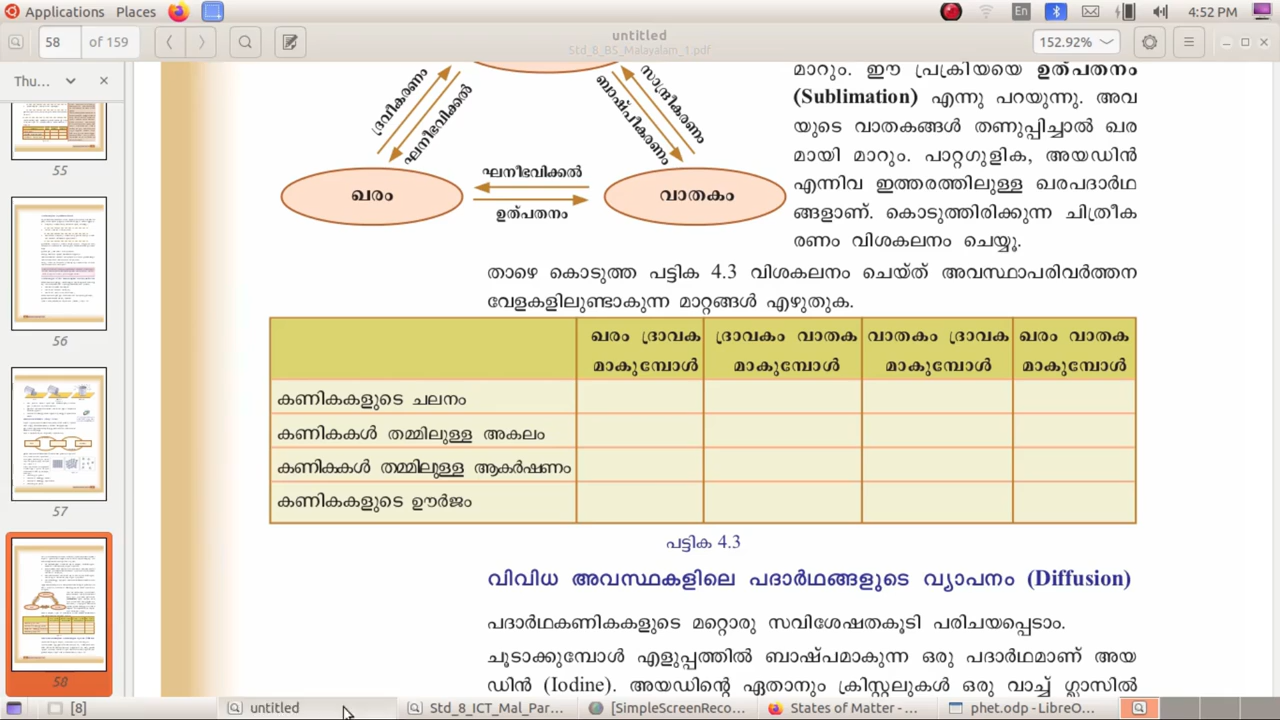 Applications Places En 4:52 PM
58 of 159
untitled
Std_8_BS_Malayalam_1.pdf
152.92%
Thu...
55
56
57
58
ദ്രവീകരണം
ഘനീഭവിക്കൽ
സാന്ദ്രീകരണം
ബാഷ്പീകരണം
ഖരം
ഘനീഭവിക്കൽ
ഉത്പതനം
വാതകം
മാറും. ഈ പ്രക്രിയയെ ഉത്പതനം
(Sublimation) എന്നു പറയുന്നു. അവ
യുടെ വാതകങ്ങൾ തണുപ്പിച്ചാൽ ഖര
മായി മാറും. പാറ്റഗുളിക, അയഡിൻ
എന്നിവ ഇത്തരത്തിലുള്ള ഖരപദാർഥ
ങ്ങളാണ്. കൊടുത്തിരിക്കുന്ന ചിത്രീക
രണം വിശകലനം ചെയ്യൂ.
താഴെ കൊടുത്ത പട്ടിക 4.3 വിശകലനം ചെയ്ത് അവസ്ഥാപരിവർത്തന
വേളകളിലുണ്ടാകുന്ന മാറ്റങ്ങൾ എഴുതുക.
ഖരം ദ്രാവക ദ്രാവകം വാതക വാതകം ദ്രാവക ഖരം വാതക
മാകുമ്പോൾ മാകുമ്പോൾ മാകുമ്പോൾ മാകുമ്പോൾ
കണികകളുടെ ചലനം
കണികകൾ തമ്മിലുള്ള അകലം
കണികകൾ തമ്മിലുള്ള ആകർഷണം
കണികകളുടെ ഊർജം
പട്ടിക 4.3
വിവിധ അവസ്ഥകളിലെ പദാർഥങ്ങളുടെ വ്യാപനം (Diffusion)
പദാർഥകണികകളുടെ മറ്റൊരു സവിശേഷതകൂടി പരിചയപ്പെടാം.
ചൂടാക്കുമ്പോൾ എളുപ്പത്തിൽ ബാഷ്പമാകുന്ന ഒരു പദാർഥമാണ് അയ
ഡിൻ (Iodine). അയഡിന്റെ ഏതാനും ക്രിസ്റ്റലുകൾ ഒരു വാച്ച് ഗ്ലാസിൽ
[8] untitled Std_8_ICT_Mal_Par... [SimpleScreenReco... States of Matter -... phet.odp - LibreO...